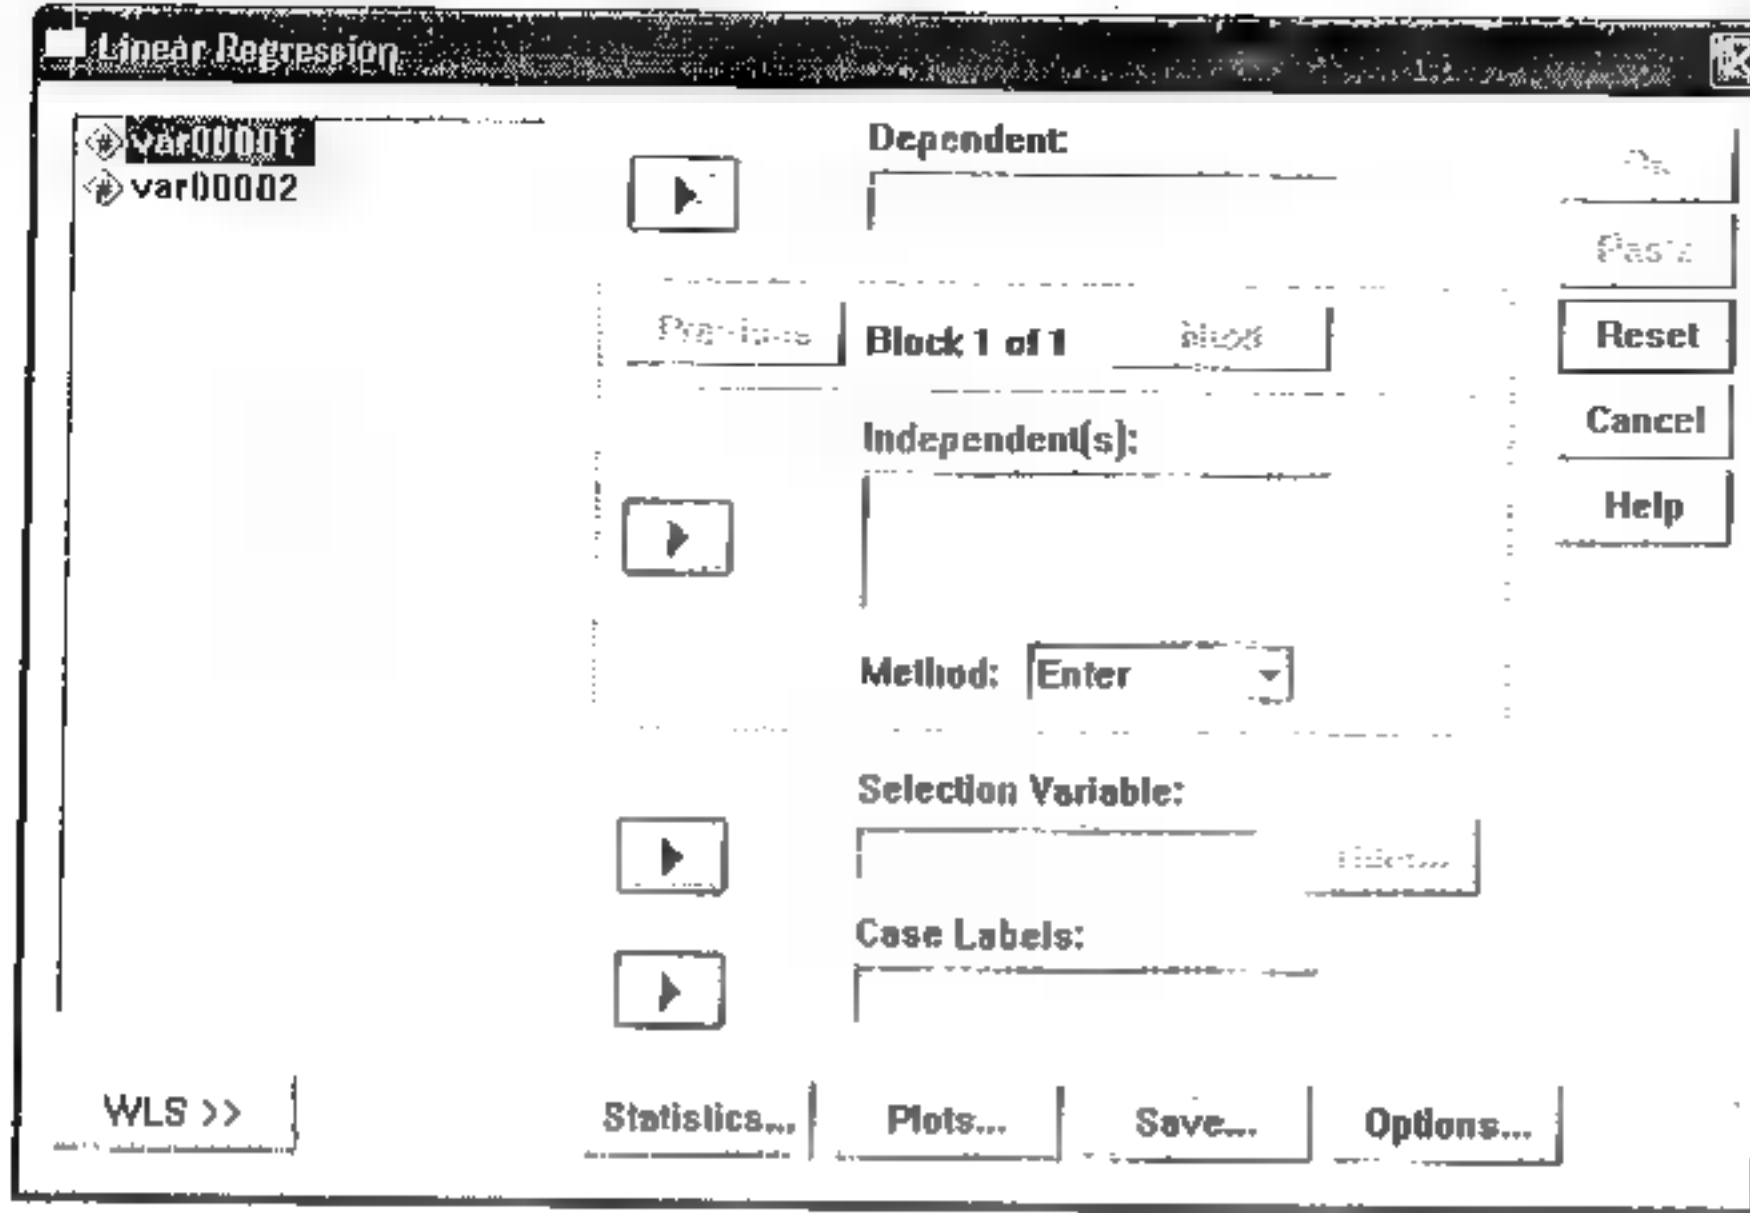 Linear Regression
var00001
var00002
Dependent:
Reset
Block 1 of 1
Cancel
Independent(s):
Help
Method: Enter
Selection Variable:
Case Labels:
WLS >>
Statistics...
Plots...
Save...
Options...